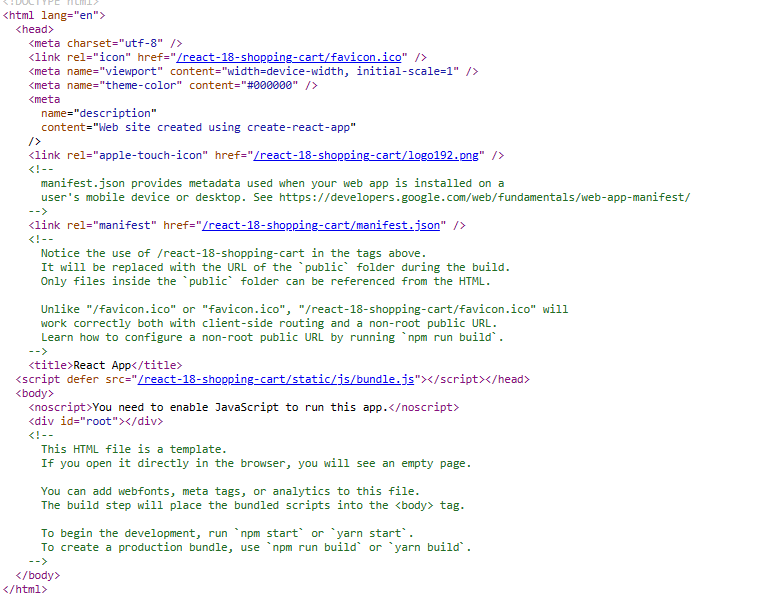 <!DOCTYPE html>
<html lang="en">
<head>
<meta charset="utf-8" />
<link rel="icon" href="/react-18-shopping-cart/favicon.ico" />
<meta name="viewport" content="width=device-width, initial-scale=1" />
<meta name="theme-color" content="#000000" />
<meta
name="description"
content="Web site created using create-react-app"
/>
<link rel="apple-touch-icon" href="/react-18-shopping-cart/logo192.png" />
<!--
manifest.json provides metadata used when your web app is installed on a
user's mobile device or desktop. See https://developers.google.com/web/fundamentals/web-app-manifest/
-->
<link rel="manifest" href="/react-18-shopping-cart/manifest.json" />
<!--
Notice the use of /react-18-shopping-cart in the tags above.
It will be replaced with the URL of the `public` folder during the build.
Only files inside the `public` folder can be referenced from the HTML.
Unlike "/favicon.ico" or "favicon.ico", "/react-18-shopping-cart/favicon.ico" will
work correctly both with client-side routing and a non-root public URL.
Learn how to configure a non-root public URL by running `npm run build`.
-->
<title>React App</title>
<script defer src="/react-18-shopping-cart/static/js/bundle.js"></script></head>
<body>
<noscript>You need to enable JavaScript to run this app.</noscript>
<div id="root"></div>
<!--
This HTML file is a template.
If you open it directly in the browser, you will see an empty page.
You can add webfonts, meta tags, or analytics to this file.
The build step will place the bundled scripts into the <body> tag.
To begin the development, run `npm start` or `yarn start`.
To create a production bundle, use `npm run build` or `yarn build`.
-->
</body>
</html>